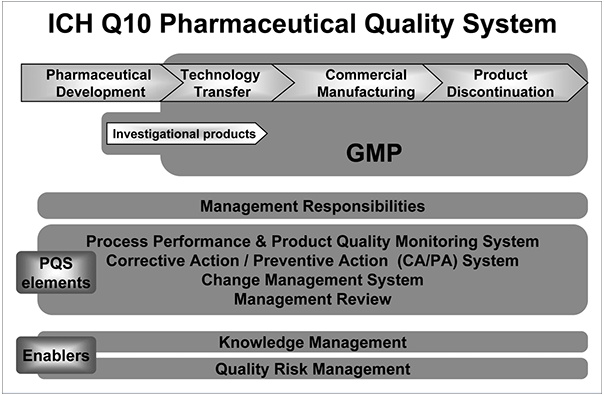 ICH Q10 Pharmaceutical Quality System
Pharmaceutical
Development
Technology
Transfer
Commercial
Manufacturing
Product
Discontinuation
Investigational products
GMP
Management Responsibilities
PQS
elements
Process Performance & Product Quality Monitoring System
Corrective Action / Preventive Action (CA/PA) System
Change Management System
Management Review
Enablers
Knowledge Management
Quality Risk Management